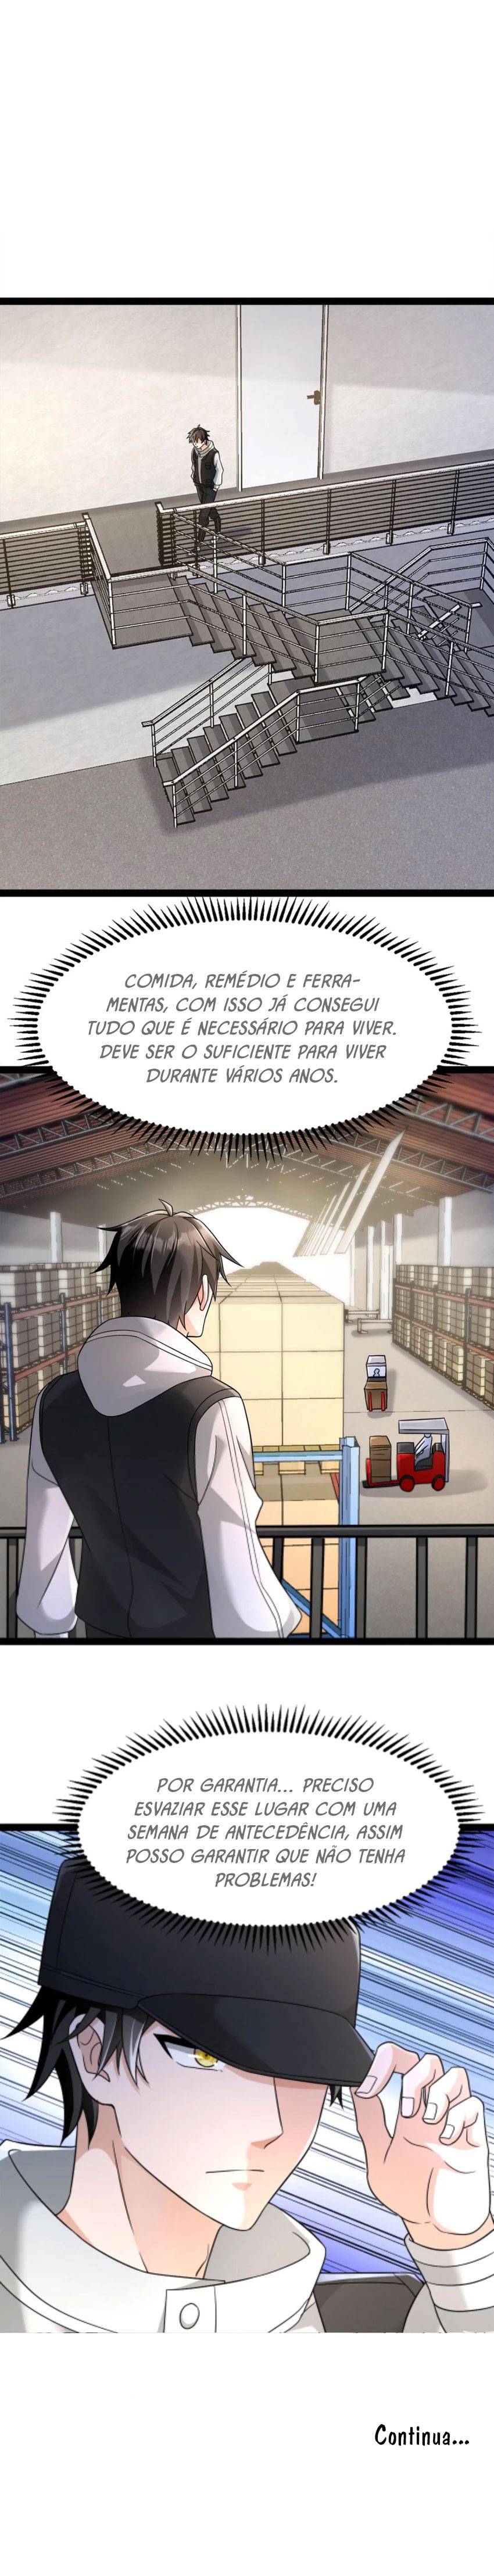 COMIDA, REMÉDIO E FERRA-
MENTAS, COM ISSO JÁ CONSEGUI
TUDO QUE É NECESSÁRIO PARA VIVER.
DEVE SER O SUFICIENTE PARA VIVER
DURANTE VÁRIOS ANOS.
POR GARANTIA... PRECISO
ESVAZIAR ESSE LUGAR COM UMA
SEMANA DE ANTECEDÊNCIA, ASSIM
POSSO GARANTIR QUE NÃO TENHA
PROBLEMAS!
Continua...